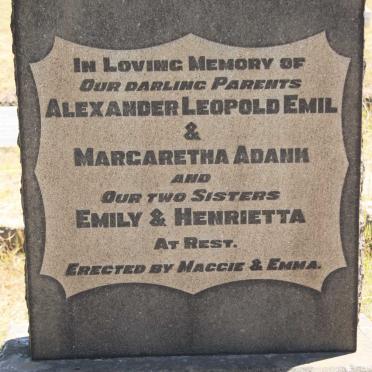 In Loving Memory of
Our darling Parents
Alexander Leopold Emil
&
Margaretha Adank
and
Our two Sisters
Emily & Henrietta
At Rest.
Erected by Maggie & Emma.